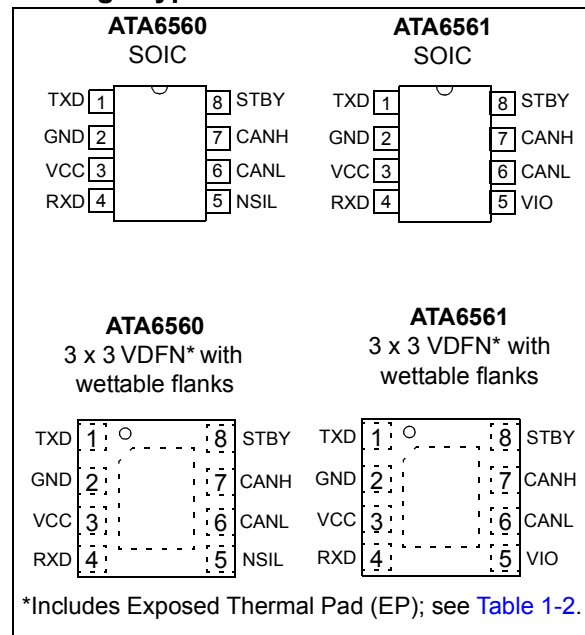 ATA6560
SOIC
TXD 1
8 STBY
GND 2
7 CANH
VCC 3
6 CANL
RXD 4
5 NSIL
ATA6561
SOIC
TXD 1
8 STBY
GND 2
7 CANH
VCC 3
6 CANL
RXD 4
5 VIO
ATA6560
3 x 3 VDFN* with
wettable flanks
TXD 1
8 STBY
GND 2
7 CANH
VCC 3
6 CANL
RXD 4
5 NSIL
ATA6561
3 x 3 VDFN* with
wettable flanks
TXD 1
8 STBY
GND 2
7 CANH
VCC 3
6 CANL
RXD 4
5 VIO
*Includes Exposed Thermal Pad (EP); see Table 1-2.